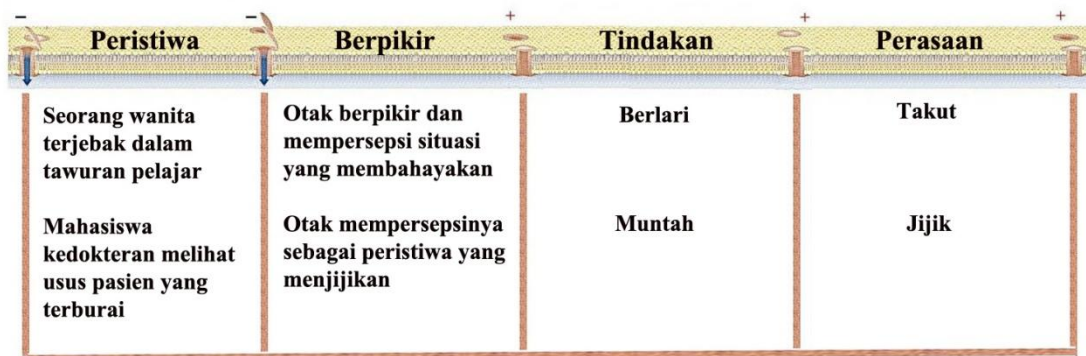 − − + + +
Peristiwa Berpikir Tindakan Perasaan
Seorang wanita
terjebak dalam
tawuran pelajar
Otak berpikir dan
mempersepsi situasi
yang membahayakan
Berlari
Takut
Mahasiswa
kedokteran melihat
usus pasien yang
terburai
Otak mempersepsinya
sebagai peristiwa yang
menjijikan
Muntah
Jijik